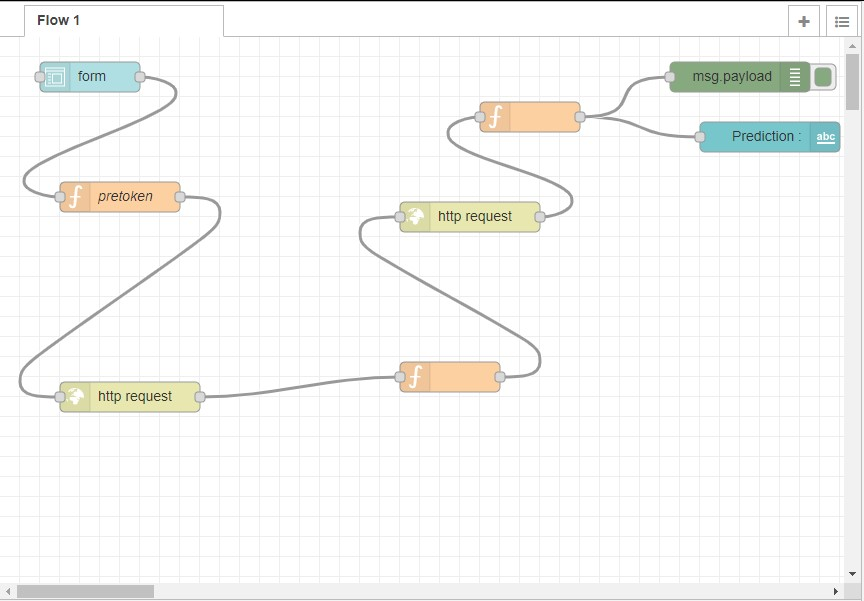 Flow 1
form
msg.payload
Prediction :
abc
pretoken
http request
http request